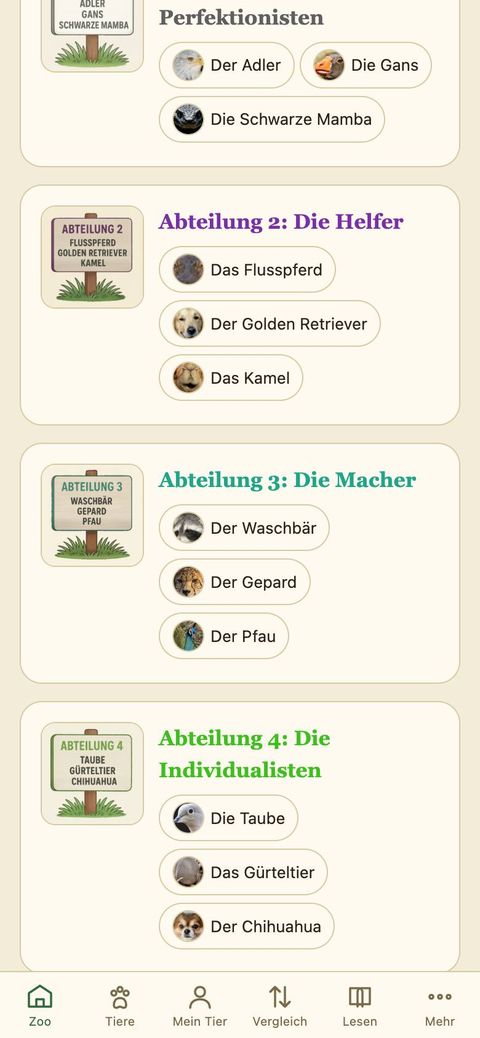 ADLER
GANS
SCHWARZE MAMBA
Perfektionisten
Der Adler
Die Gans
Die Schwarze Mamba
ABTEILUNG 2
FLUSSPFERD
GOLDEN RETRIEVER
KAMEL
Abteilung 2: Die Helfer
Das Flusspferd
Der Golden Retriever
Das Kamel
ABTEILUNG 3
WASCHBÄR
GEPARD
PFAU
Abteilung 3: Die Macher
Der Waschbär
Der Gepard
Der Pfau
ABTEILUNG 4
TAUBE
GÜRTELTIER
CHIHUAHUA
Abteilung 4: Die
Individualisten
Die Taube
Das Gürteltier
Der Chihuahua
Zoo
Tiere
Mein Tier
Vergleich
Lesen
Mehr